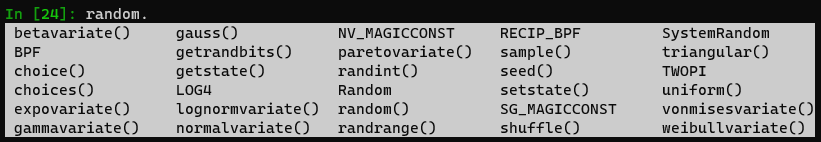 In [24]: random.
betavariate() gauss() NV_MAGICCONST RECIP_BPF SystemRandom
BPF getrandbits() paretovariate() sample() triangular()
choice() getstate() randint() seed() TWOPI
choices() LOG4 Random setstate() uniform()
expovariate() lognormvariate() random() SG_MAGICCONST vonmisesvariate()
gammavariate() normalvariate() randrange() shuffle() weibullvariate()